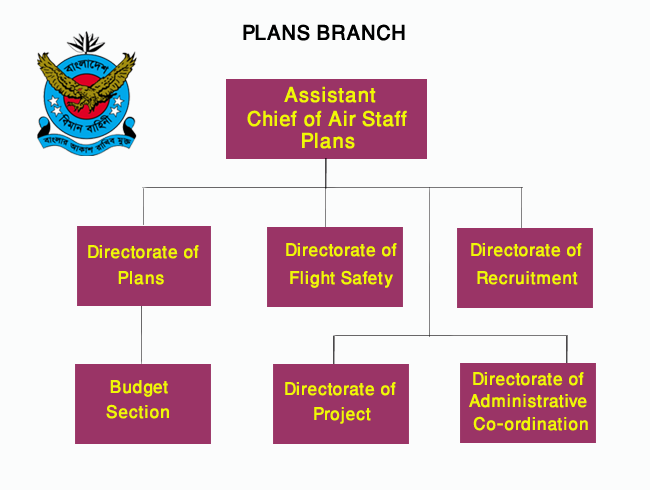 PLANS BRANCH
বাংলাদেশ
বিমান বাহিনী
বাংলার আকাশ রাখিব মুক্ত
Assistant
Chief of Air Staff
Plans
Directorate of
Plans
Directorate of
Flight Safety
Directorate of
Recruitment
Budget
Section
Directorate of
Project
Directorate of
Administrative
Co-ordination